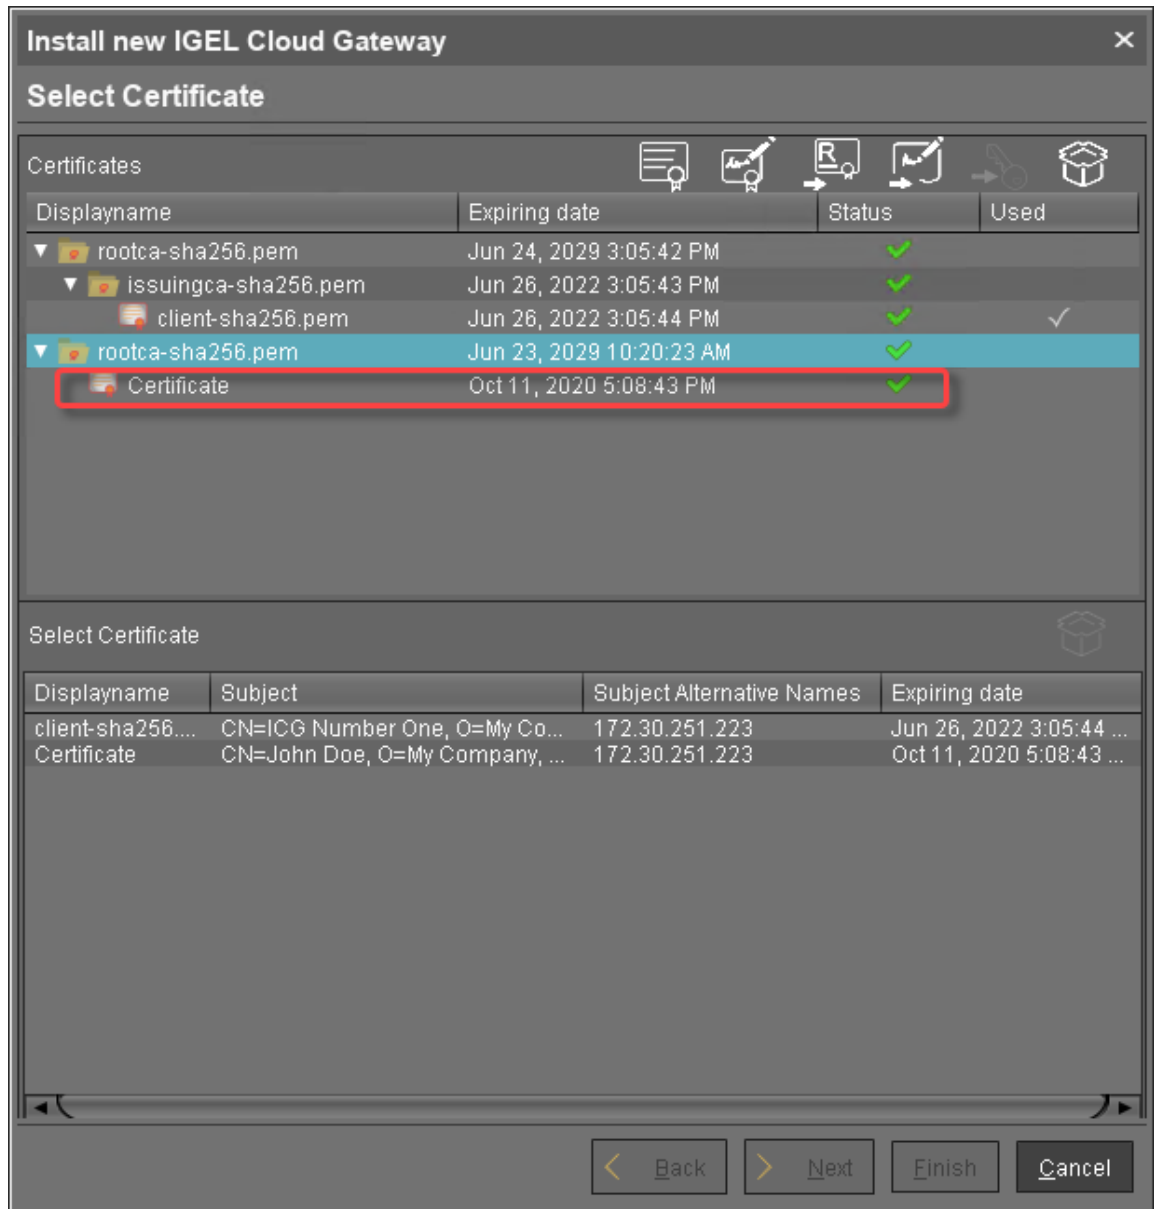 Install new IGEL Cloud Gateway
Select Certificate
Certificates
R
Displayname Expiring date Status Used
rootca-sha256.pem Jun 24, 2029 3:05:42 PM
issuingca-sha256.pem Jun 26, 2022 3:05:43 PM
client-sha256.pem Jun 26, 2022 3:05:44 PM
rootca-sha256.pem Jun 23, 2029 10:20:23 AM
Certificate Oct 11, 2020 5:08:43 PM
Select Certificate
Displayname Subject Subject Alternative Names Expiring date
client-sha256.... CN=ICG Number One, O=My Co... 172.30.251.223 Jun 26, 2022 3:05:44 ...
Certificate CN=John Doe, O=My Company, ... 172.30.251.223 Oct 11, 2020 5:08:43 ...
Back Next Finish Cancel